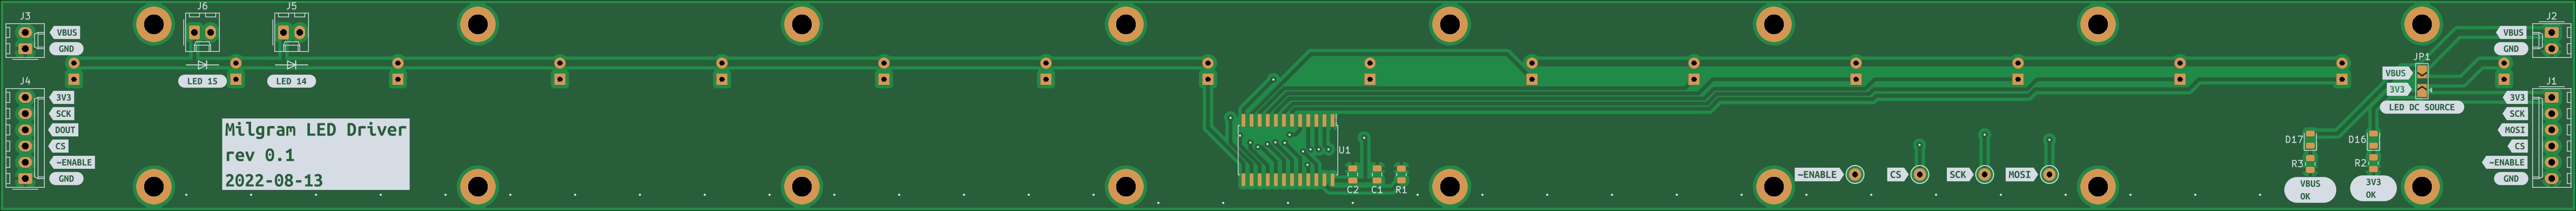 J3
VBUS
GND
J4
3V3
SCK
DOUT
CS
~ENABLE
GND
J6
LED 15
J5
LED 14
Milgram LED Driver
rev 0.1
2022-08-13
U1
C2
C1
R1
~ENABLE
CS
SCK
MOSI
D17
R3
VBUS
OK
D16
R2
3V3
OK
JP1
VBUS
3V3
LED DC SOURCE
J2
VBUS
GND
J1
3V3
SCK
MOSI
CS
~ENABLE
GND